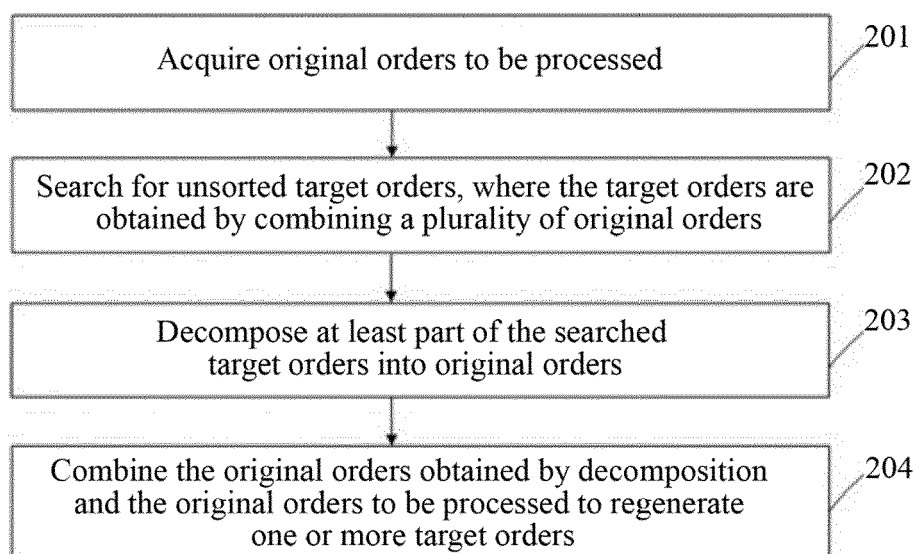 Acquire original orders to be processed
201
Search for unsorted target orders, where the target orders are
obtained by combining a plurality of original orders
202
Decompose at least part of the searched
target orders into original orders
203
Combine the original orders obtained by decomposition
and the original orders to be processed to regenerate
one or more target orders
204